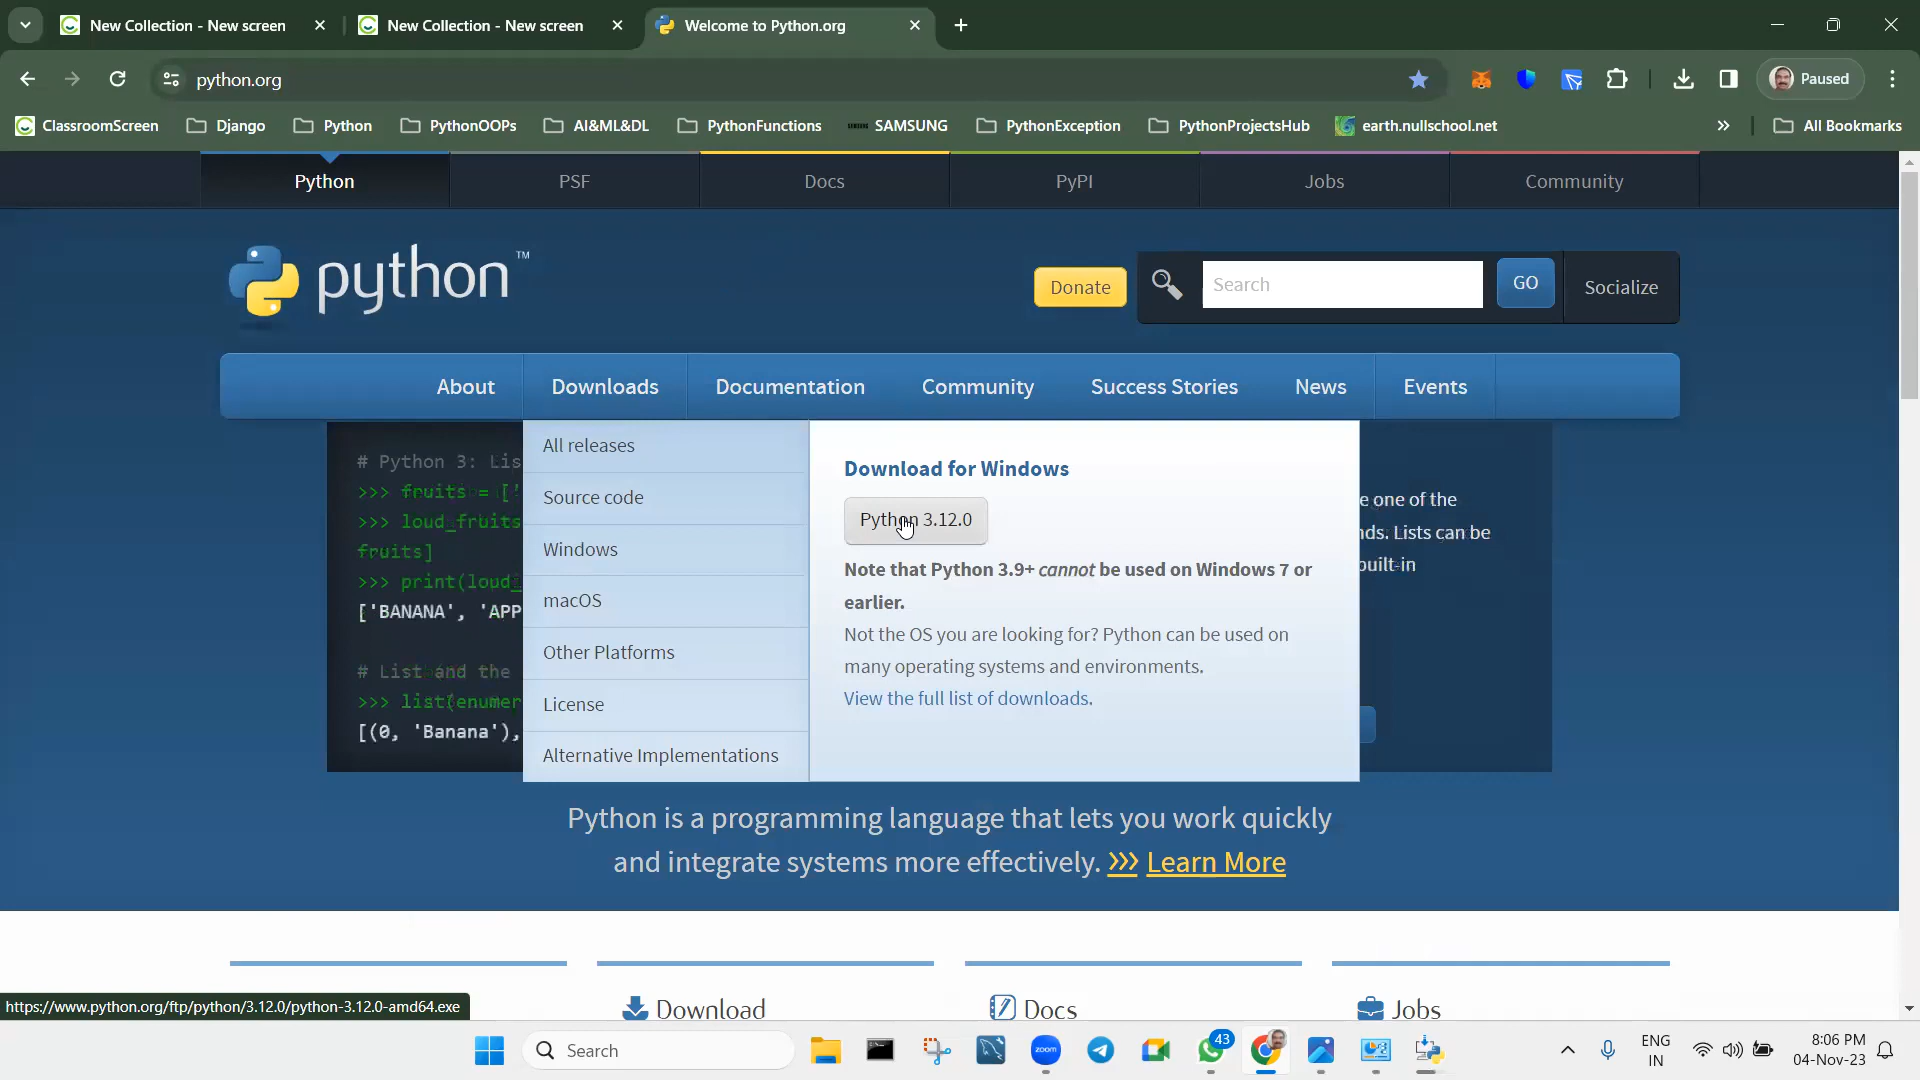 New Collection - New screen
New Collection - New screen
Welcome to Python.org
python.org
Paused
ClassroomScreen
Django
Python
PythonOOPs
AI&ML&DL
PythonFunctions
SAMSUNG
PythonException
PythonProjectsHub
earth.nullschool.net
»
All Bookmarks
Python
PSF
Docs
PyPI
Jobs
Community
python™
Donate
Search
GO
Socialize
About
Downloads
Documentation
Community
Success Stories
News
Events
# Python 3: Lis
>>> fruits = ['
>>> loud_fruits
fruits]
>>> print(loud_
['BANANA', 'APP
# List and the
>>> list(enumer
[(0, 'Banana'),
All releases
Source code
Windows
macOS
Other Platforms
License
Alternative Implementations
Download for Windows
Python 3.12.0
Note that Python 3.9+ cannot be used on Windows 7 or
earlier.
Not the OS you are looking for? Python can be used on
many operating systems and environments.
View the full list of downloads.
e one of the
nds. Lists can be
built-in
Python is a programming language that lets you work quickly
and integrate systems more effectively. >>> Learn More
Download
Docs
Jobs
https://www.python.org/ftp/python/3.12.0/python-3.12.0-amd64.exe
Search
zoom
43
ENG
IN
8:06 PM
04-Nov-23